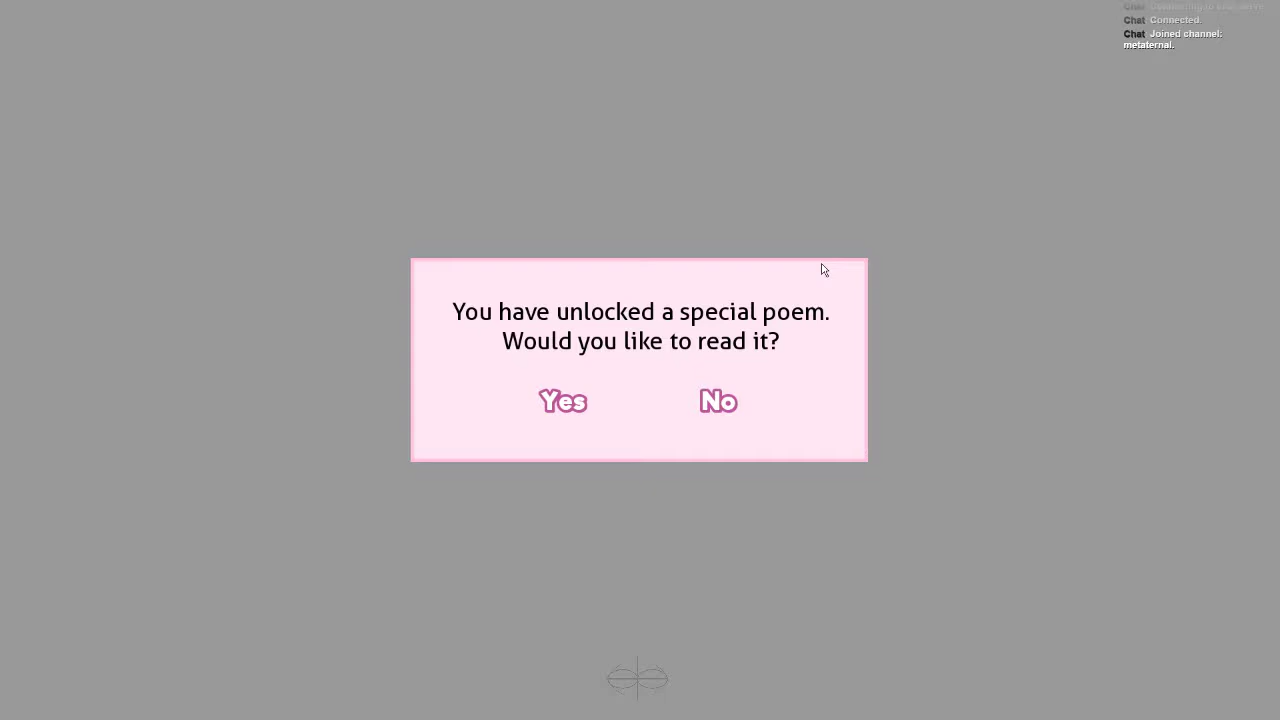 Chat Connected.
Chat Joined channel:
metaternal.
You have unlocked a special poem.
Would you like to read it?
Yes No